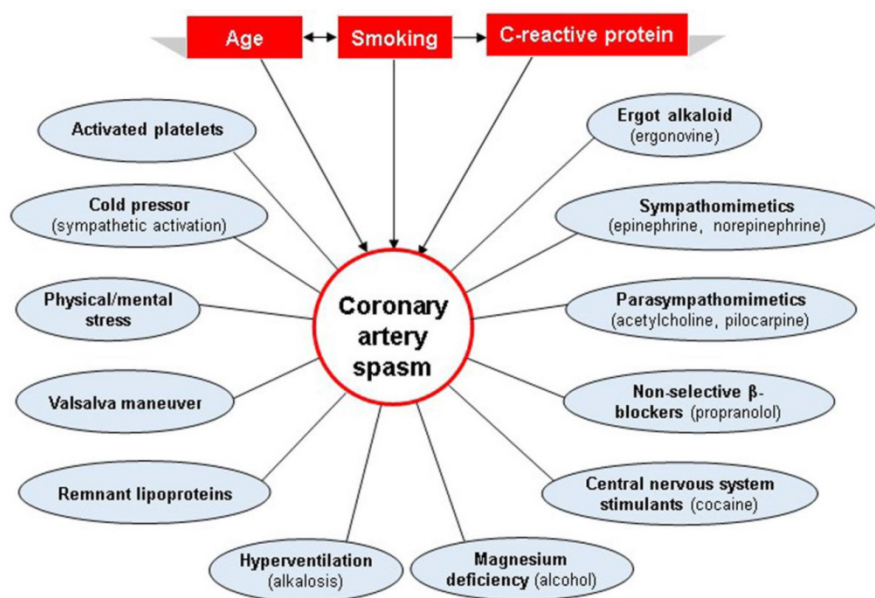 Age
Smoking
C-reactive protein
Activated platelets
Ergot alkaloid
(ergonovine)
Cold pressor
(sympathetic activation)
Sympathomimetics
(epinephrine, norepinephrine)
Physical/mental
stress
Coronary
artery
spasm
Parasympathomimetics
(acetylcholine, pilocarpine)
Valsalva maneuver
Non-selective β-
blockers (propranolol)
Remnant lipoproteins
Central nervous system
stimulants (cocaine)
Hyperventilation
(alkalosis)
Magnesium
deficiency (alcohol)